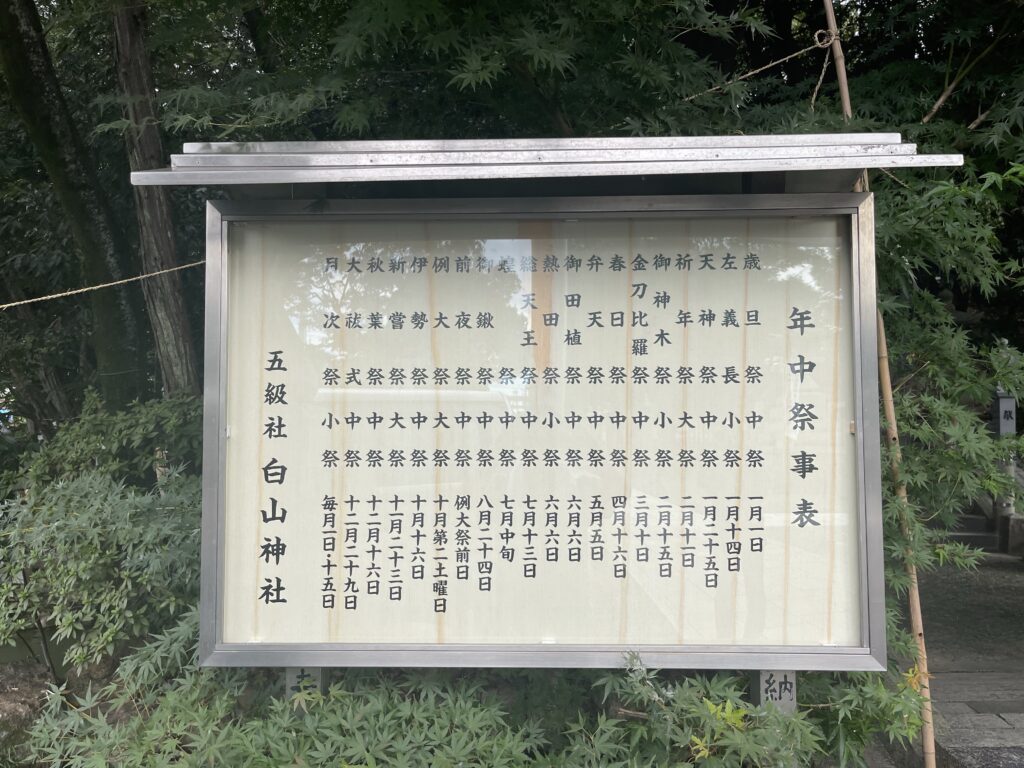 年中祭事表
歳旦祭 中祭 一月一日
左義長 小祭 一月十四日
天神祭 中祭 一月二十五日
祈年祭 大祭 二月十一日
御神木祭 小祭 二月十五日
金刀比羅祭 中祭 三月十日
春日祭 中祭 四月十六日
弁天祭 中祭 五月五日
御田植祭 中祭 六月六日
熱田祭 小祭 六月六日
総天王祭 中祭 七月十三日
蝗祭 中祭 七月中旬
御鍬祭 中祭 八月二十四日
前夜祭 中祭 例大祭前日
例大祭 大祭 十月第二土曜日
伊勢祭 中祭 十月十六日
新嘗祭 大祭 十一月二十三日
秋葉祭 中祭 十二月十六日
大祓式 中祭 十二月二十九日
月次祭 小祭 毎月一日・十五日
五級社 白山神社
納